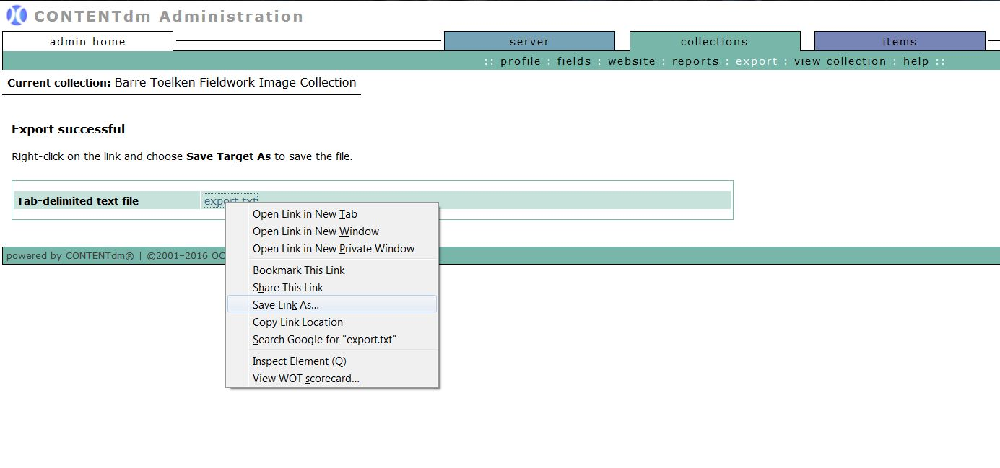 CONTENTdm Administration
admin home
server
collections
items
:: profile : fields : website : reports : export : view collection : help ::
Current collection: Barre Toelken Fieldwork Image Collection
Export successful
Right-click on the link and choose Save Target As to save the file.
Tab-delimited text file export.txt
Open Link in New Tab
Open Link in New Window
Open Link in New Private Window
Bookmark This Link
Share This Link
Save Link As...
Copy Link Location
Search Google for "export.txt"
Inspect Element (Q)
View WOT scorecard...
powered by CONTENTdm® | ©2001–2016 OC